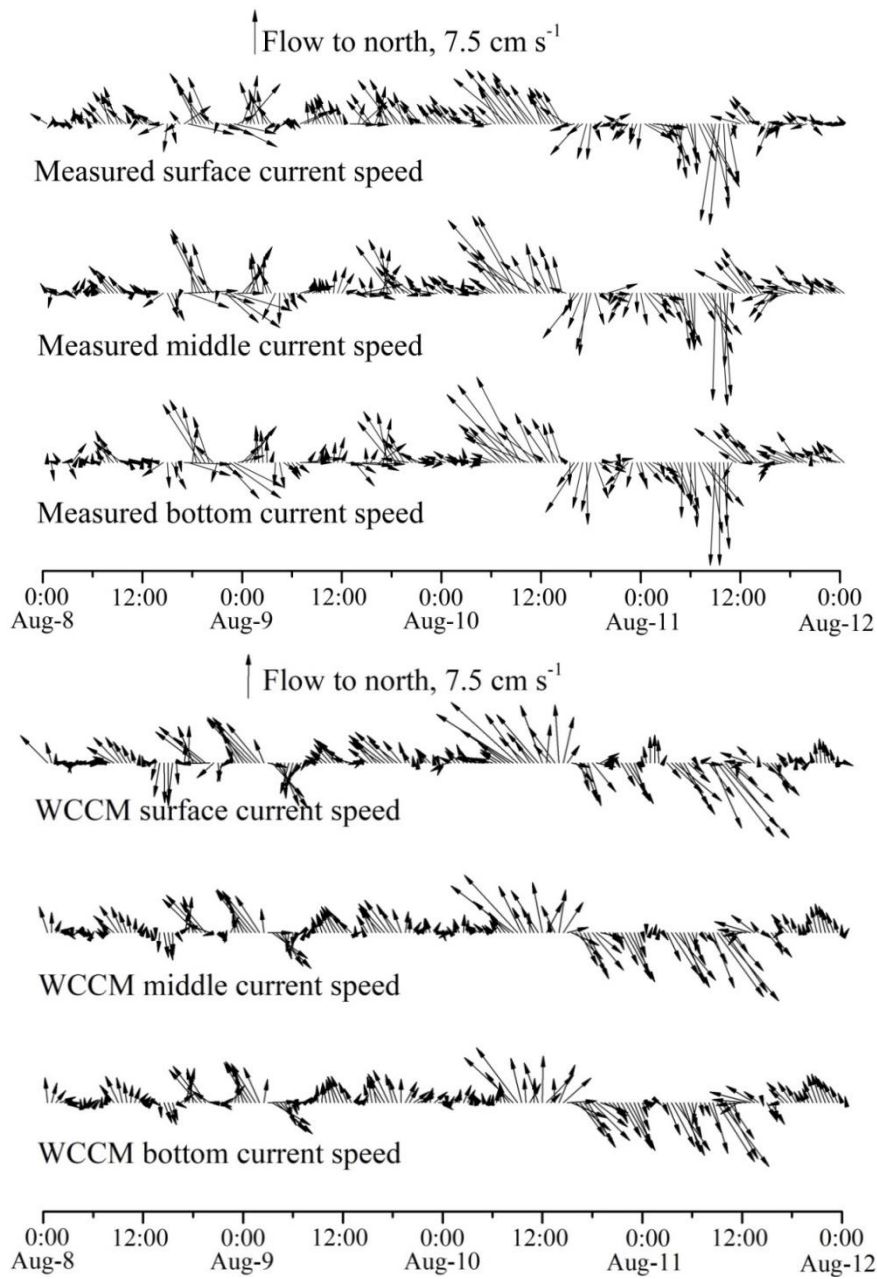 Flow to north, 7.5 cm s⁻¹
Measured surface current speed
Measured middle current speed
Measured bottom current speed
0:00 12:00 0:00 12:00 0:00 12:00 0:00 12:00 0:00
Aug-8 Aug-9 Aug-10 Aug-11 Aug-12
Flow to north, 7.5 cm s⁻¹
WCCM surface current speed
WCCM middle current speed
WCCM bottom current speed
0:00 12:00 0:00 12:00 0:00 12:00 0:00 12:00 0:00
Aug-8 Aug-9 Aug-10 Aug-11 Aug-12